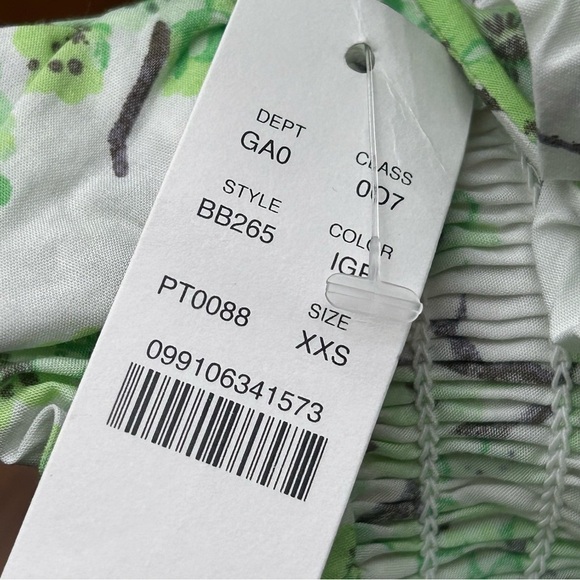 DEPT
GA0
CLASS
007
STYLE
BB265
COLOR
PT0088
SIZE
XXS
099106341573